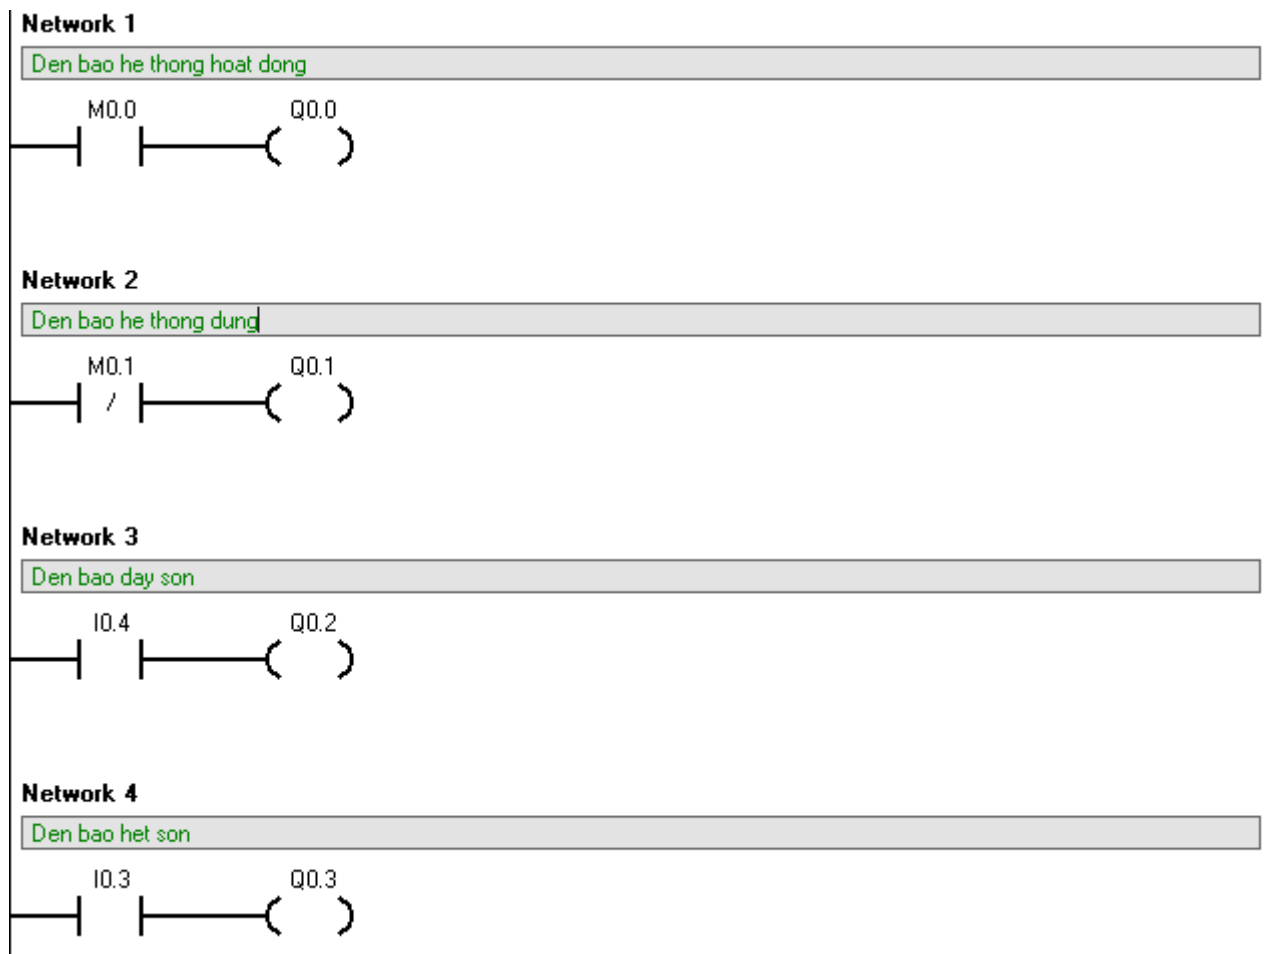 Network 1
Den bao he thong hoat dong
M0.0 Q0.0
Network 2
Den bao he thong dung
M0.1 Q0.1
/
Network 3
Den bao day son
I0.4 Q0.2
Network 4
Den bao het son
I0.3 Q0.3